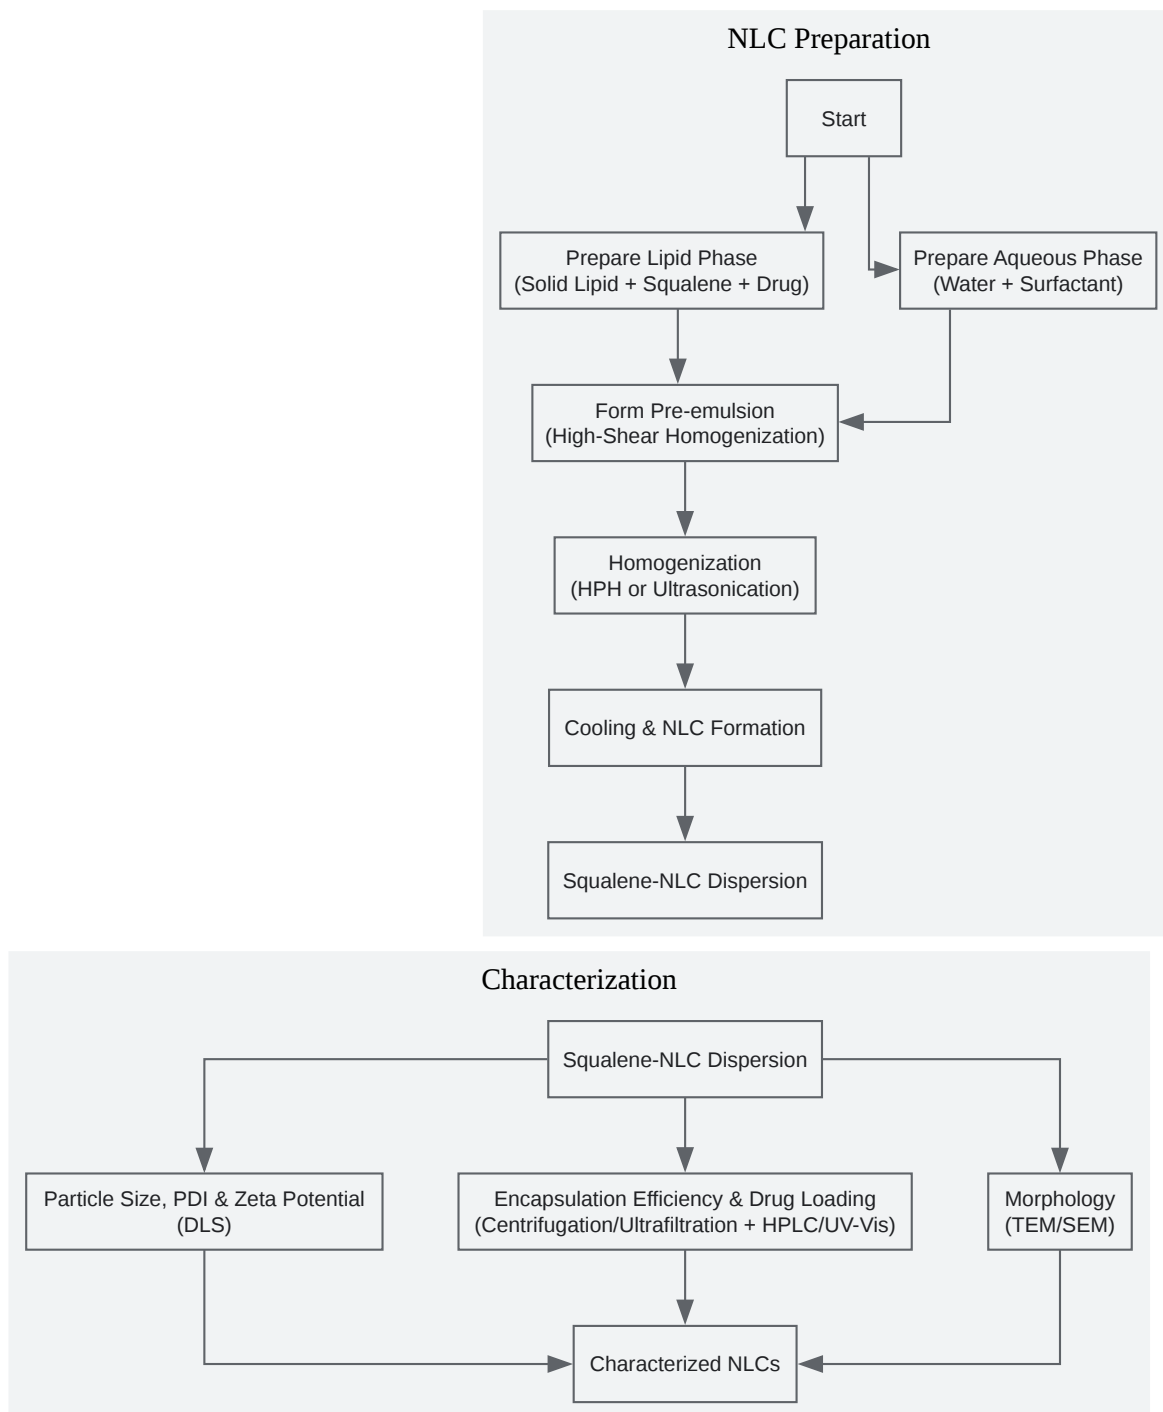 NLC Preparation
Start
Prepare Lipid Phase
(Solid Lipid + Squalene + Drug)
Prepare Aqueous Phase
(Water + Surfactant)
Form Pre-emulsion
(High-Shear Homogenization)
Homogenization
(HPH or Ultrasonication)
Cooling & NLC Formation
Squalene-NLC Dispersion
Characterization
Squalene-NLC Dispersion
Particle Size, PDI & Zeta Potential
(DLS)
Encapsulation Efficiency & Drug Loading
(Centrifugation/Ultrafiltration + HPLC/UV-Vis)
Morphology
(TEM/SEM)
Characterized NLCs